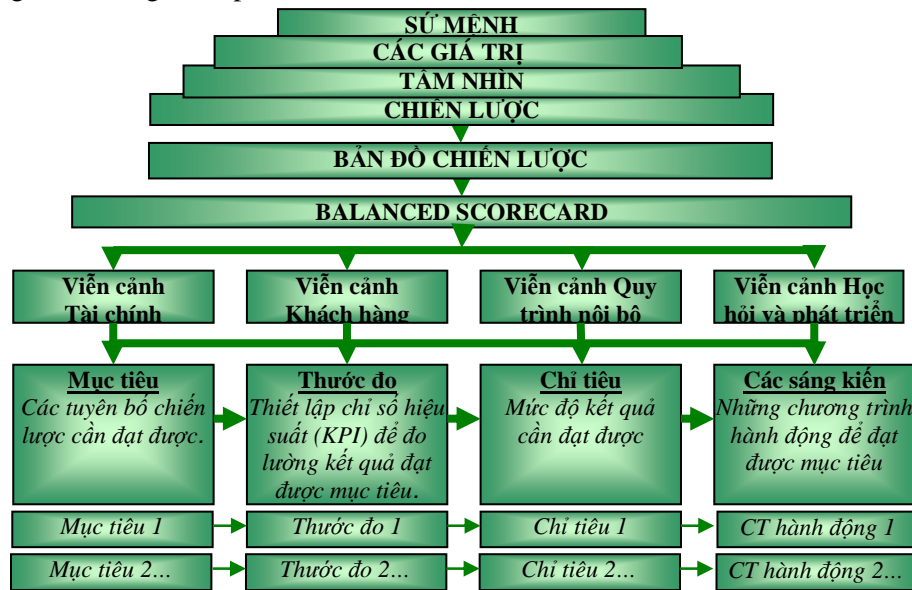 SỨ MỆNH
CÁC GIÁ TRỊ
TẦM NHÌN
CHIẾN LƯỢC
BẢN ĐỒ CHIẾN LƯỢC
BALANCED SCORECARD
Viễn cảnh
Tài chính
Viễn cảnh
Khách hàng
Viễn cảnh Quy
trình nội bộ
Viễn cảnh Học
hỏi và phát triển
Mục tiêu
Các tuyên bố chiến
lược cần đạt được.
Thước đo
Thiết lập chỉ số hiệu
suất (KPI) để đo
lường kết quả đạt
được mục tiêu.
Chỉ tiêu
Mức độ kết quả
cần đạt được
Các sáng kiến
Những chương trình
hành động để đạt
được mục tiêu
Mục tiêu 1
Thước đo 1
Chỉ tiêu 1
CT hành động 1
Mục tiêu 2...
Thước đo 2...
Chỉ tiêu 2...
CT hành động 2...